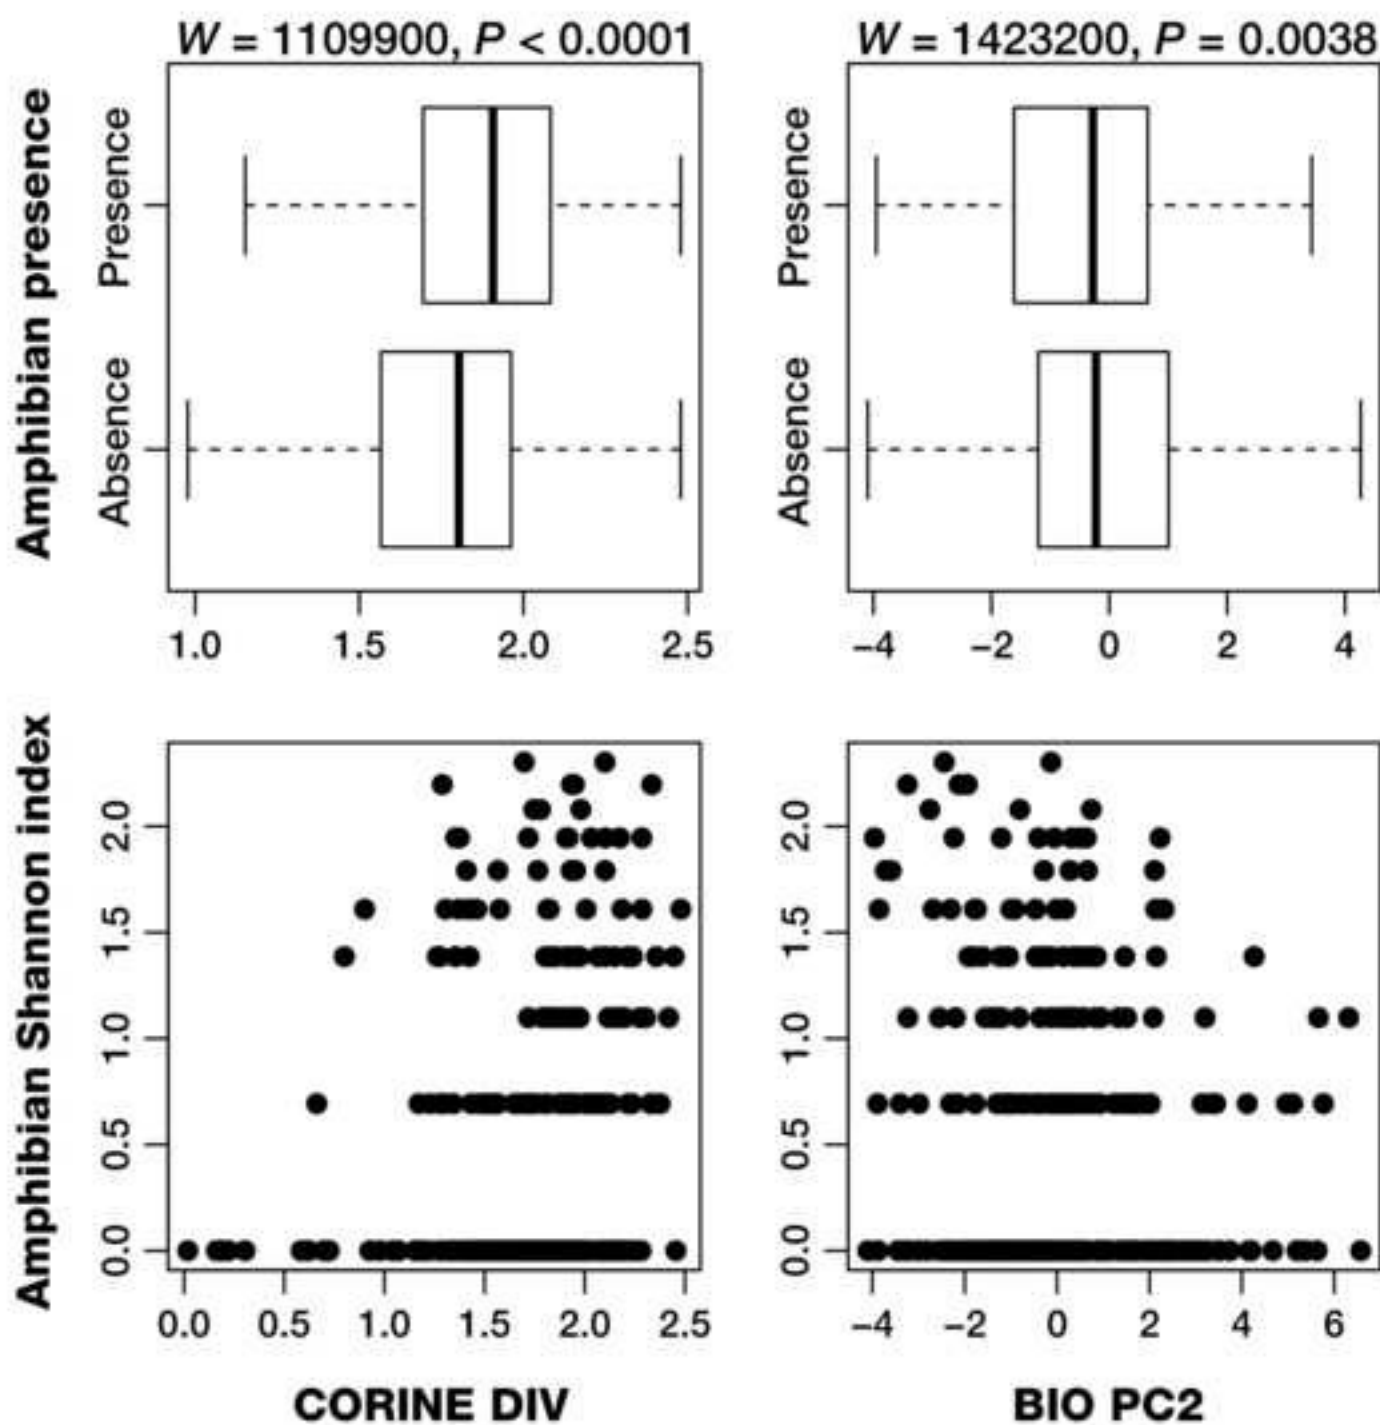 W = 1109900, P < 0.0001
W = 1423200, P = 0.0038
Amphibian presence
Presence
Absence
1.0 1.5 2.0 2.5
Presence
Absence
−4 −2 0 2 4
Amphibian Shannon index
2.0
1.5
1.0
0.5
0.0
0.0 0.5 1.0 1.5 2.0 2.5
CORINE DIV
2.0
1.5
1.0
0.5
0.0
−4 −2 0 2 4 6
BIO PC2